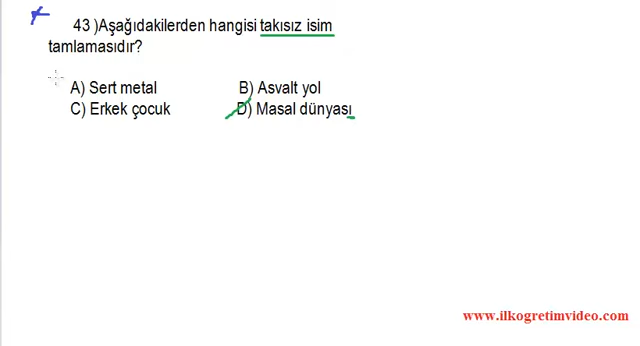 43 )Aşağıdakilerden hangisi takısız isim
tamlamasıdır?
A) Sert metal B) Asvalt yol
C) Erkek çocuk D) Masal dünyası
www.ilkogretimvideo.com